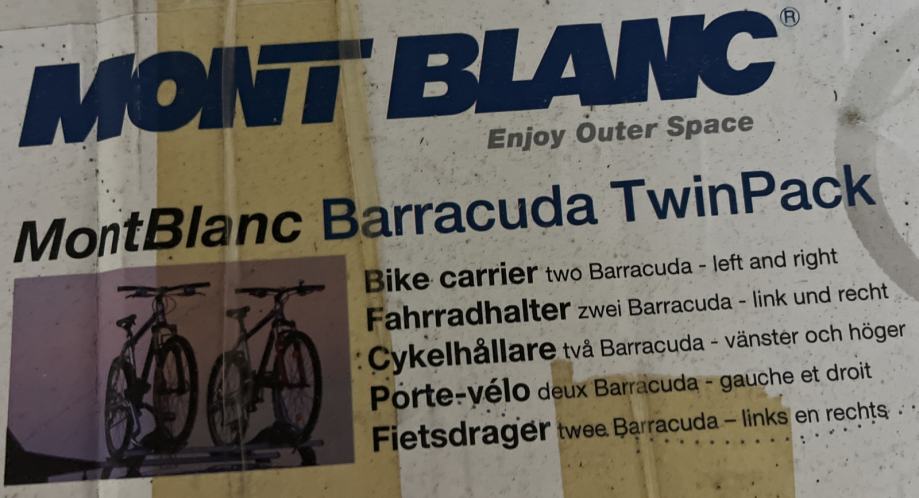 MONT BLANC®
Enjoy Outer Space
MontBlanc Barracuda TwinPack
Bike carrier two Barracuda - left and right
Fahrradhalter zwei Barracuda - link und recht
Cykelhållare två Barracuda - vänster och höger
Porte-vélo deux Barracuda - gauche et droit
Fietsdrager twee Barracuda – links en rechts